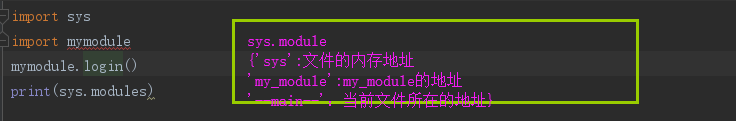 import sys
import mymodule
mymodule.login()
print(sys.modules)
sys.module
{'sys':文件的内存地址
'my_module':my_module的地址
'--main--', 当前文件所在的地址}